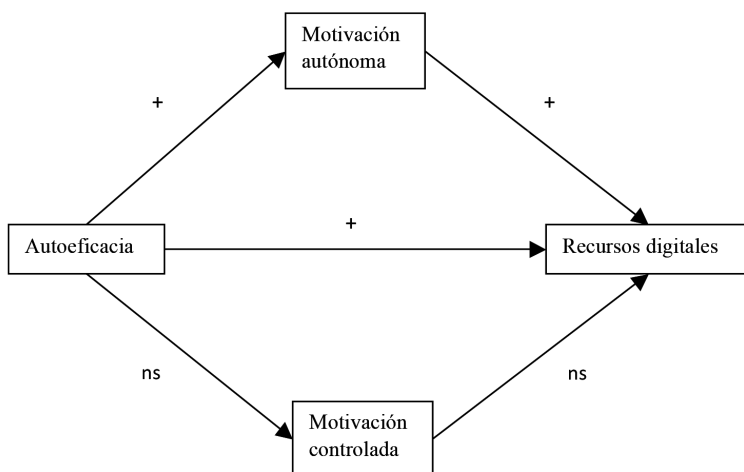 Motivación
autónoma
+
+
+
Autoeficacia
Recursos digitales
ns
ns
Motivación
controlada